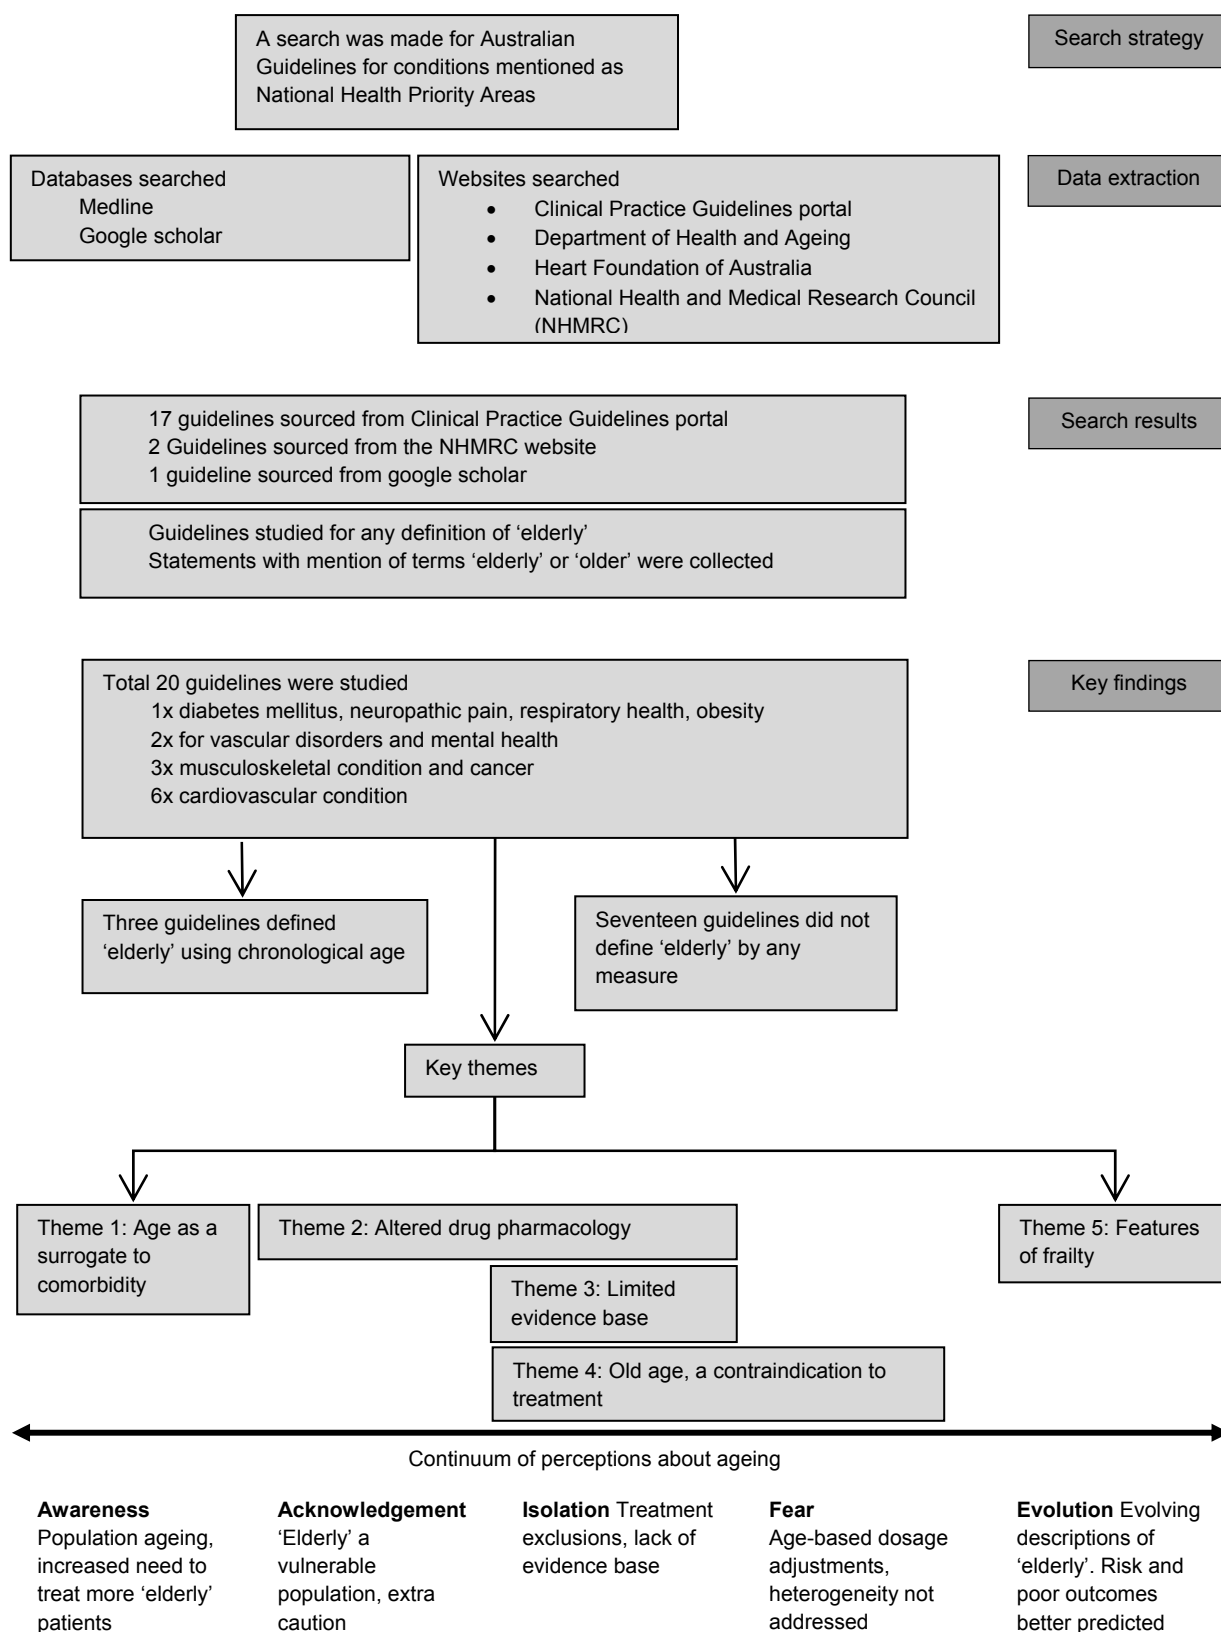 A search was made for Australian
Guidelines for conditions mentioned as
National Health Priority Areas
Search strategy
Databases searched
Medline
Google scholar
Websites searched
• Clinical Practice Guidelines portal
• Department of Health and Ageing
• Heart Foundation of Australia
• National Health and Medical Research Council
(NHMRC)
Data extraction
17 guidelines sourced from Clinical Practice Guidelines portal
2 Guidelines sourced from the NHMRC website
1 guideline sourced from google scholar
Search results
Guidelines studied for any definition of ‘elderly’
Statements with mention of terms ‘elderly’ or ‘older’ were collected
Total 20 guidelines were studied
1x diabetes mellitus, neuropathic pain, respiratory health, obesity
2x for vascular disorders and mental health
3x musculoskeletal condition and cancer
6x cardiovascular condition
Key findings
Three guidelines defined
‘elderly’ using chronological age
Seventeen guidelines did not
define ‘elderly’ by any
measure
Key themes
Theme 1: Age as a
surrogate to
comorbidity
Theme 2: Altered drug pharmacology
Theme 3: Limited
evidence base
Theme 4: Old age, a contraindication to
treatment
Theme 5: Features
of frailty
Continuum of perceptions about ageing
Awareness
Population ageing,
increased need to
treat more ‘elderly’
patients
Acknowledgement
‘Elderly’ a
vulnerable
population, extra
caution
Isolation Treatment
exclusions, lack of
evidence base
Fear
Age-based dosage
adjustments,
heterogeneity not
addressed
Evolution Evolving
descriptions of
‘elderly’. Risk and
poor outcomes
better predicted